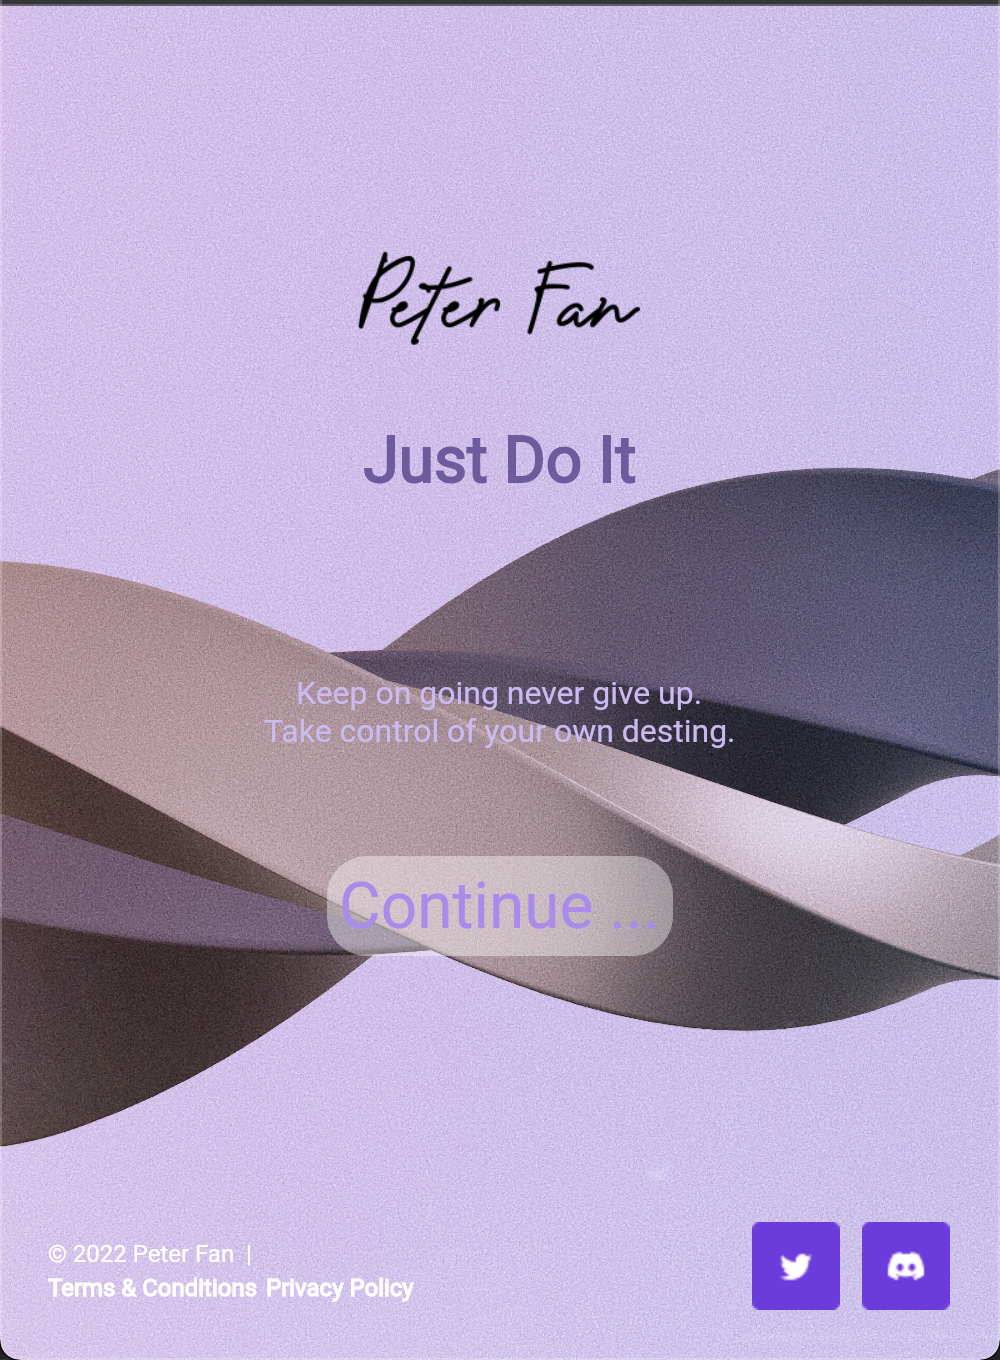 Peter Fan
Just Do It
Keep on going never give up.
Take control of your own desting.
Continue ...
© 2022 Peter Fan |
Terms & Conditions Privacy Policy